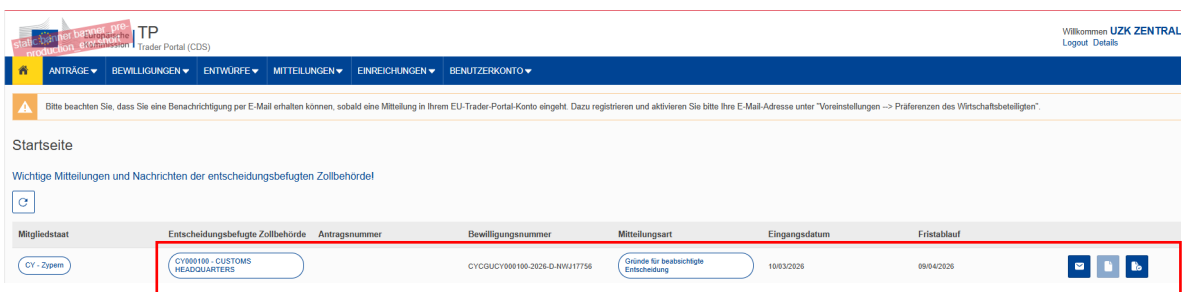 static banner banner_pre-
production_eiopnorek
Europäische
Kommission
TP
Trader Portal (CDS)
Willkommen UZK ZENTRAL
Logout Details
ANTRÄGE
BEWILLIGUNGEN
ENTWÜRFE
MITTEILUNGEN
EINREICHUNGEN
BENUTZERKONTO
Bitte beachten Sie, dass Sie eine Benachrichtigung per E-Mail erhalten können, sobald eine Mitteilung in Ihrem EU-Trader-Portal-Konto eingeht. Dazu registrieren und aktivieren Sie bitte Ihre E-Mail-Adresse unter "Voreinstellungen --> Präferenzen des Wirtschaftsbeteiligten".
Startseite
Wichtige Mitteilungen und Nachrichten der entscheidungsbefugten Zollbehörde!
Mitgliedstaat Entscheidungsbefugte Zollbehörde Antragsnummer Bewilligungsnummer Mitteilungsart Eingangsdatum Fristablauf
CY - Zypern
CY000100 - CUSTOMS
HEADQUARTERS
CYCGUCY000100-2026-D-NWJ17756
Gründe für beabsichtigte
Entscheidung
10/03/2026
09/04/2026